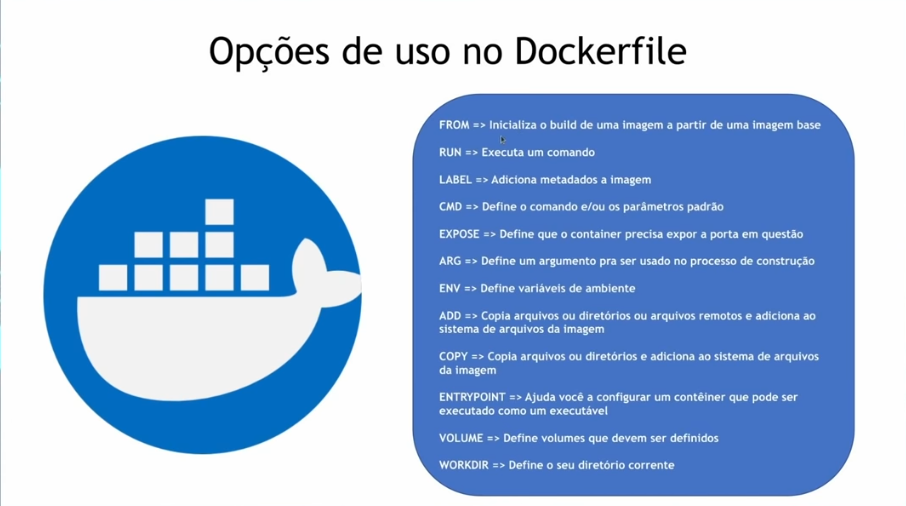 Opções de uso no Dockerfile
FROM => Inicializa o build de uma imagem a partir de uma imagem base
RUN => Executa um comando
LABEL => Adiciona metadados a imagem
CMD => Define o comando e/ou os parâmetros padrão
EXPOSE => Define que o container precisa expor a porta em questão
ARG => Define um argumento pra ser usado no processo de construção
ENV => Define variáveis de ambiente
ADD => Copia arquivos ou diretórios ou arquivos remotos e adiciona ao
sistema de arquivos da imagem
COPY => Copia arquivos ou diretórios e adiciona ao sistema de arquivos
da imagem
ENTRYPOINT => Ajuda você a configurar um contêiner que pode ser
executado como um executável
VOLUME => Define volumes que devem ser definidos
WORKDIR => Define o seu diretório corrente